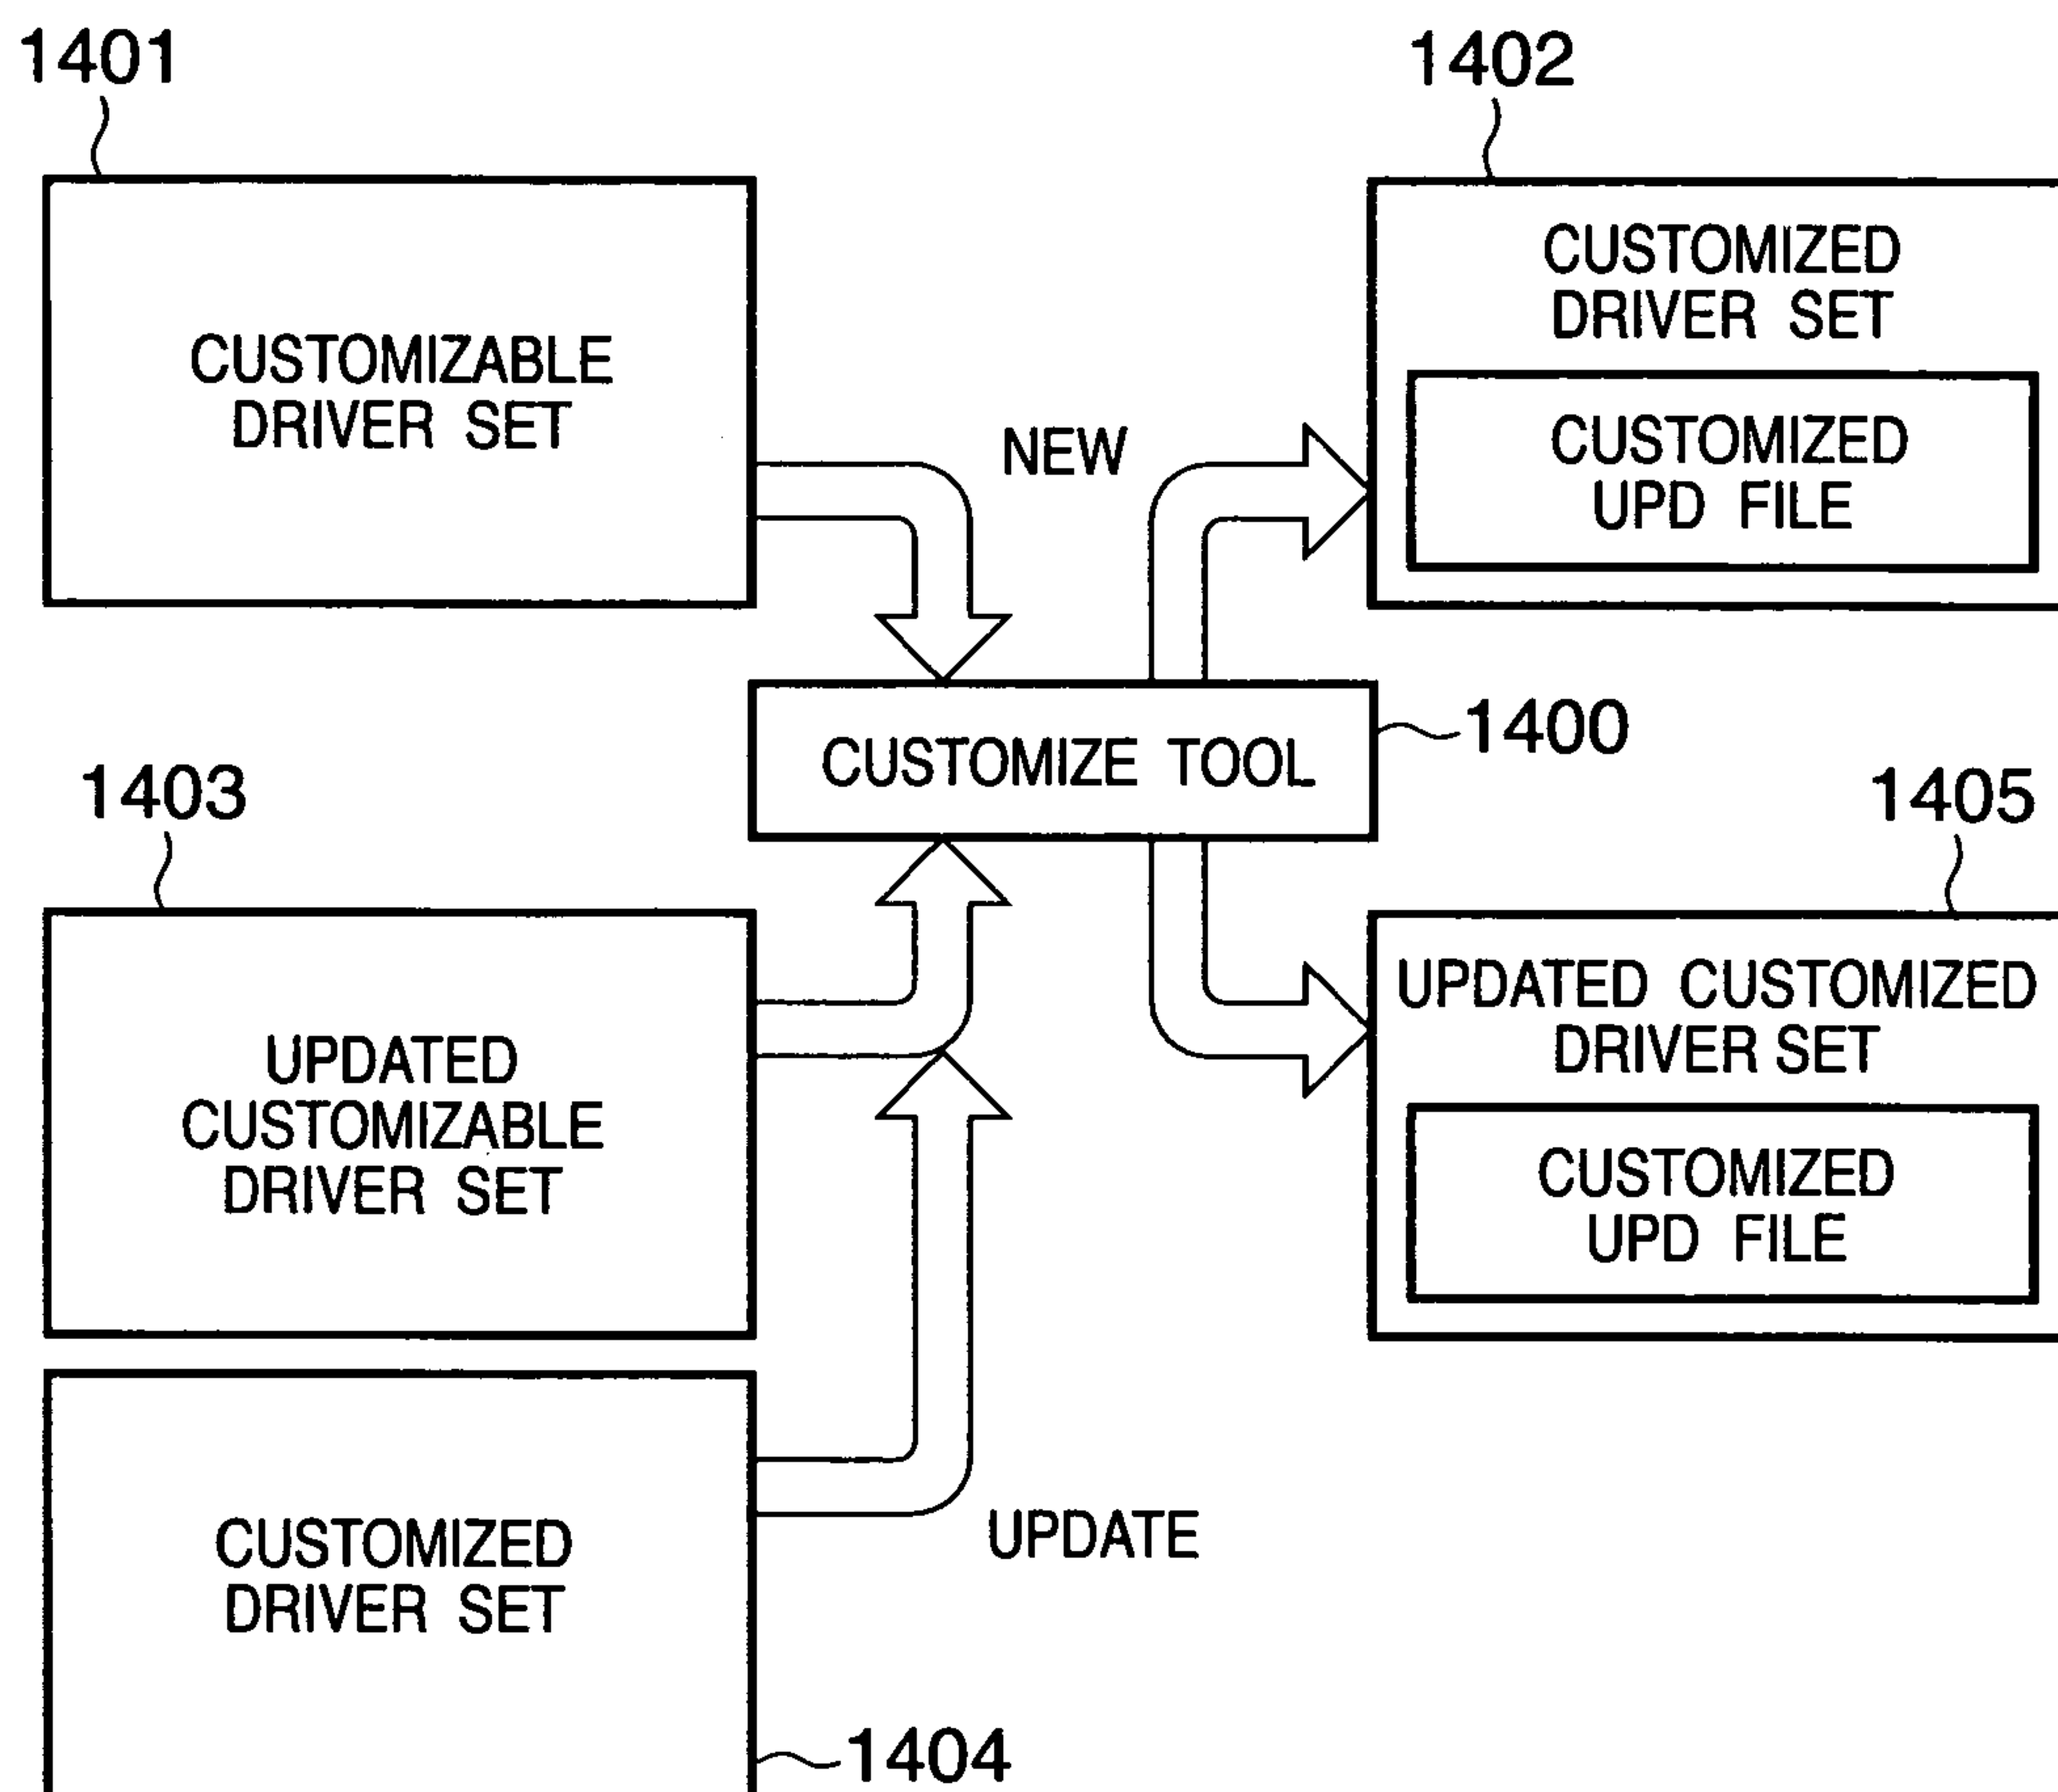 1401
1402
CUSTOMIZABLE
DRIVER SET
CUSTOMIZED
DRIVER SET
CUSTOMIZED
UPD FILE
NEW
CUSTOMIZE TOOL
1400
1403
1405
UPDATED
CUSTOMIZABLE
DRIVER SET
UPDATED CUSTOMIZED
DRIVER SET
CUSTOMIZED
UPD FILE
CUSTOMIZED
DRIVER SET
UPDATE
1404